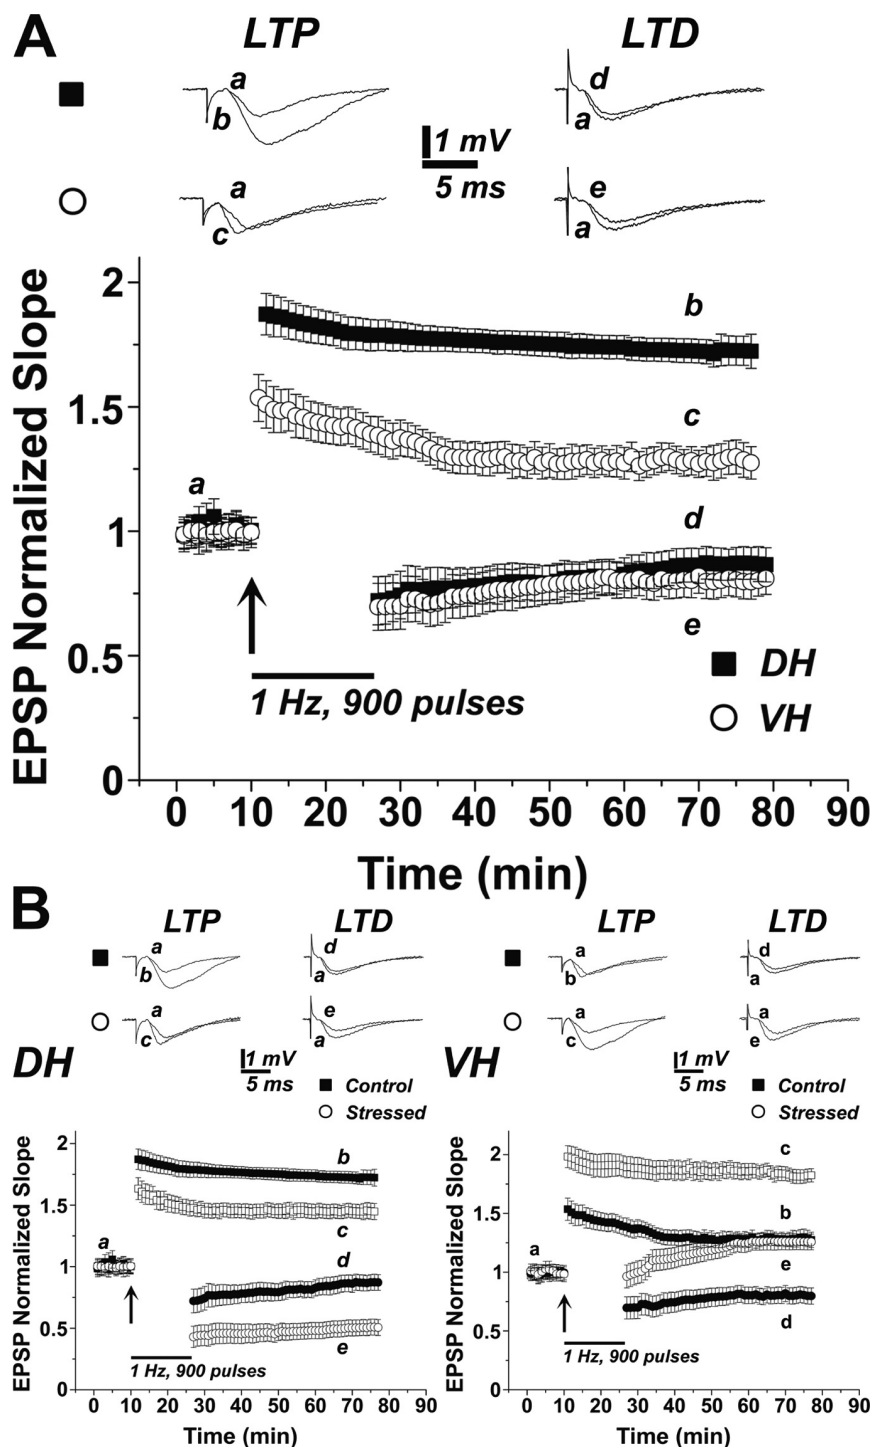 A
LTP LTD
a
b
d
a
1 mV
5 ms
a
c
e
a
EPSP Normalized Slope
2
1.5
1
0.5
0
b
c
a
d
e
DH
VH
1 Hz, 900 pulses
0 10 20 30 40 50 60 70 80 90
Time (min)
B
LTP LTD
a
b
d
a
a
c
e
a
DH
1 mV
5 ms
Control
Stressed
EPSP Normalized Slope
2
1.5
1
0.5
0
b
c
a
d
e
1 Hz, 900 pulses
0 10 20 30 40 50 60 70 80 90
Time (min)
LTP LTD
a
b
d
a
a
c
a
e
VH
1 mV
5 ms
Control
Stressed
EPSP Normalized Slope
2
1.5
1
0.5
0
c
b
a
e
d
1 Hz, 900 pulses
0 10 20 30 40 50 60 70 80 90
Time (min)